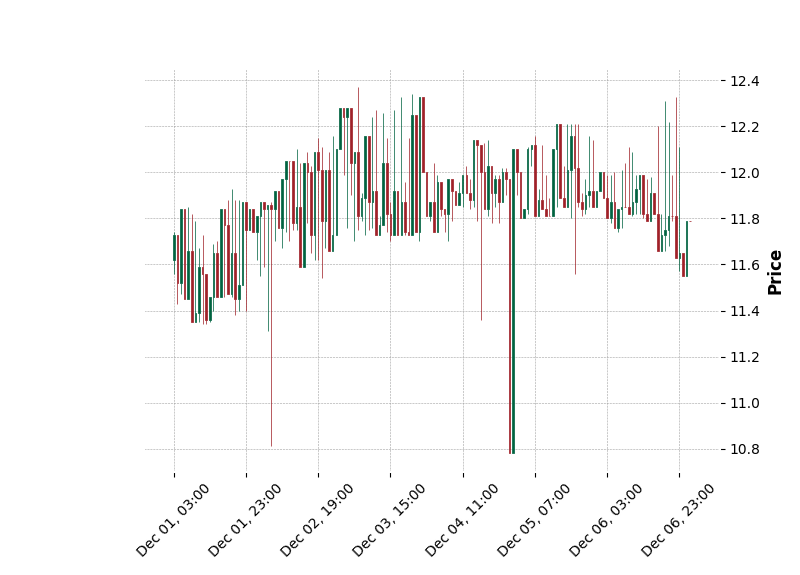 12.4
12.2
12.0
11.8
11.6
11.4
11.2
11.0
10.8
Price
Dec 01, 03:00
Dec 01, 23:00
Dec 02, 19:00
Dec 03, 15:00
Dec 04, 11:00
Dec 05, 07:00
Dec 06, 03:00
Dec 06, 23:00